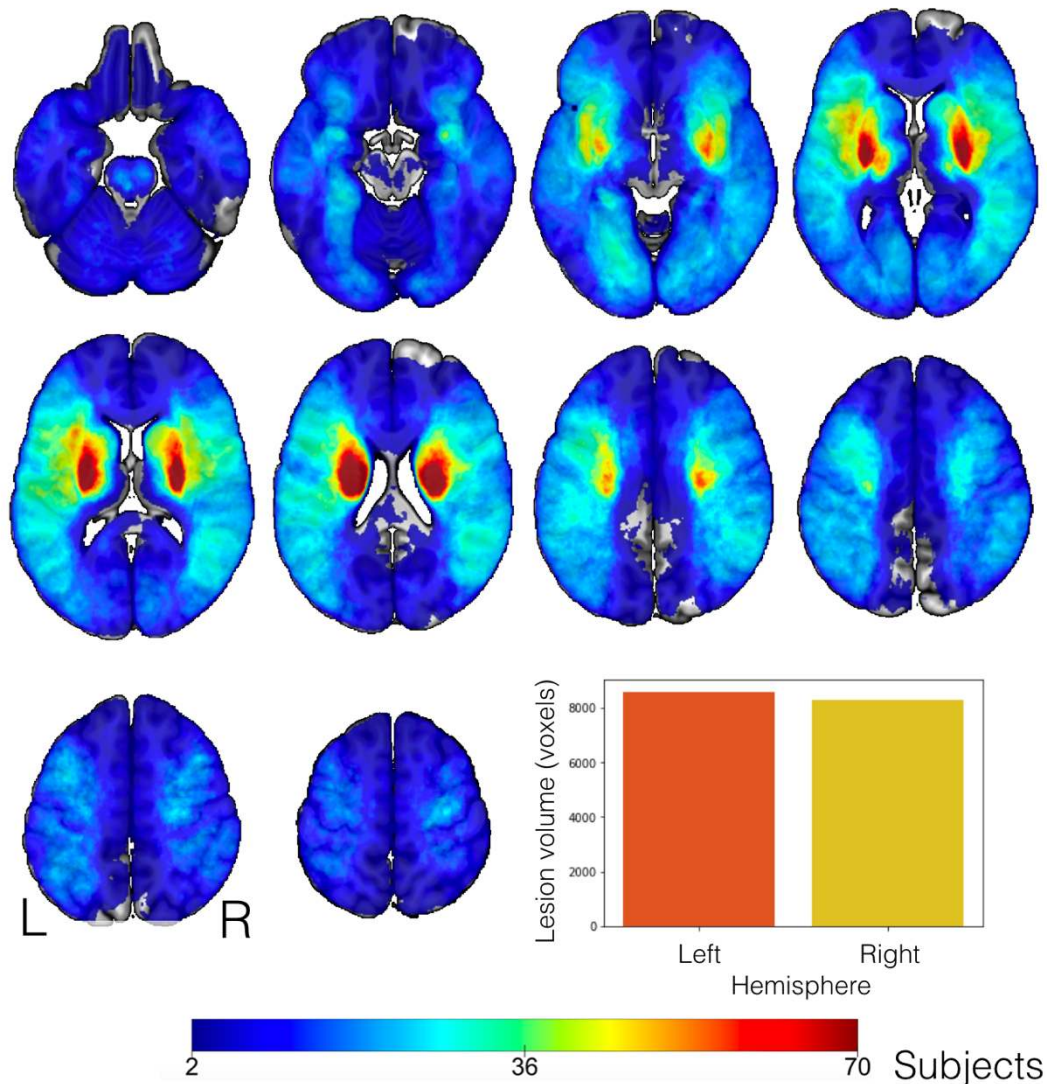 L
R
Lesion volume (voxels)
8000
6000
4000
2000
0
Left
Right
Hemisphere
2
36
70
Subjects